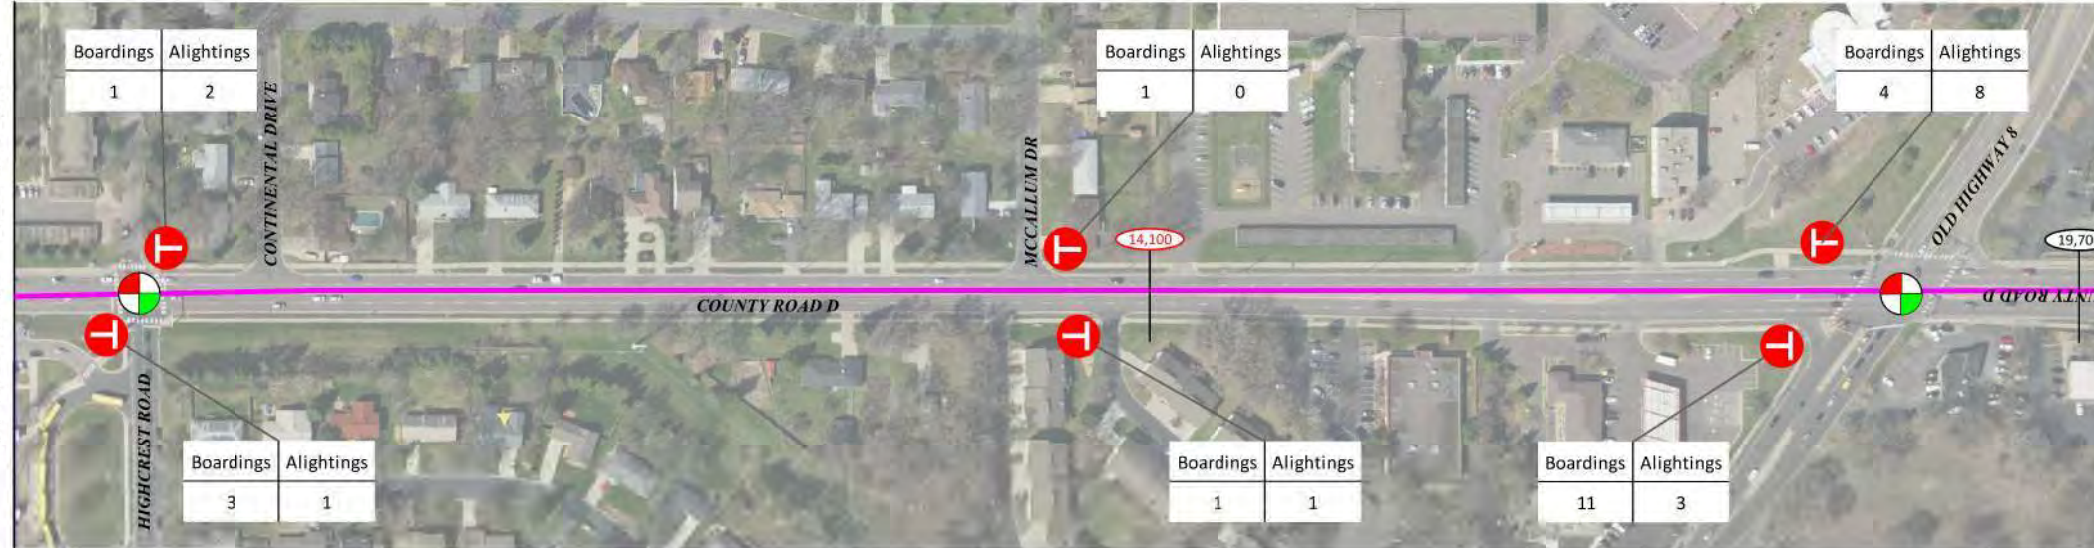 Boardings Alightings
1 2
Boardings Alightings
1 0
Boardings Alightings
4 8
CONTINENTAL DRIVE
MCCALLUM DR
OLD HIGHWAY 8
T
T
T
14,100
19,70
COUNTY ROAD D
UNTY ROAD D
T
T
T
HIGHCREST ROAD
Boardings Alightings
3 1
Boardings Alightings
1 1
Boardings Alightings
11 3